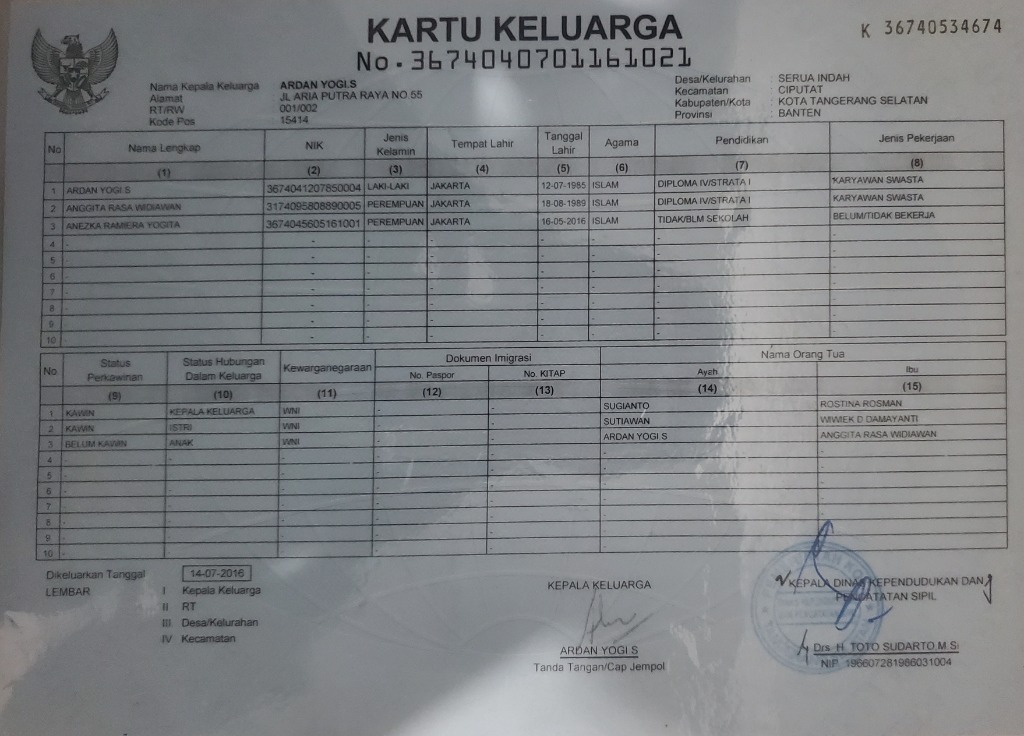 KARTU KELUARGA
No. 3674040701161021
K 36740534674
Nama Kepala Keluarga ARDAN YOGI.S
Alamat JL ARIA PUTRA RAYA NO 55
RT/RW 001/002
Kode Pos 15414
Desa/Kelurahan : SERUA INDAH
Kecamatan : CIPUTAT
Kabupaten/Kota : KOTA TANGERANG SELATAN
Provinsi : BANTEN
No Nama Lengkap NIK Jenis Kelamin Tempat Lahir Tanggal Lahir Agama Pendidikan Jenis Pekerjaan
(1) (2) (3) (4) (5) (6) (7) (8)
1 ARDAN YOGI S 3674041207850004 LAKI-LAKI JAKARTA 12-07-1985 ISLAM DIPLOMA IV/STRATA I KARYAWAN SWASTA
2 ANGGITA RASA WIDIAWAN 3174095808890005 PEREMPUAN JAKARTA 18-08-1989 ISLAM DIPLOMA IV/STRATA I KARYAWAN SWASTA
3 ANEZKA RAMIERA YOGITA 3674045605161001 PEREMPUAN JAKARTA 16-05-2016 ISLAM TIDAK/BLM SEKOLAH BELUM/TIDAK BEKERJA
4 - - - - - - - -
5 - - - - - - - -
6 - - - - - - - -
7 - - - - - - - -
8 - - - - - - - -
9 - - - - - - - -
10 - - - - - - - -
No Status Perkawinan Status Hubungan Dalam Keluarga Kewarganegaraan Dokumen Imigrasi Nama Orang Tua
No. Paspor No. KITAP Ayah Ibu
(9) (10) (11) (12) (13) (14) (15)
1 KAWIN KEPALA KELUARGA WNI - - SUGIANTO ROSTINA ROSMAN
2 KAWIN ISTRI WNI - - SUTIAWAN WIWIEK D DAMAYANTI
3 BELUM KAWIN ANAK WNI - - ARDAN YOGI S ANGGITA RASA WIDIAWAN
4 - - - - - - -
5 - - - - - - -
6 - - - - - - -
7 - - - - - - -
8 - - - - - - -
9 - - - - - - -
10 - - - - - - -
Dikeluarkan Tanggal 14-07-2016
LEMBAR I Kepala Keluarga
II RT
III Desa/Kelurahan
IV Kecamatan
KEPALA KELUARGA
ARDAN YOGI S
Tanda Tangan/Cap Jempol
KEPALA DINAS KEPENDUDUKAN DAN
PENCATATAN SIPIL
Drs. H. TOTO SUDARTO.M.Si
NIP. 196607281986031004